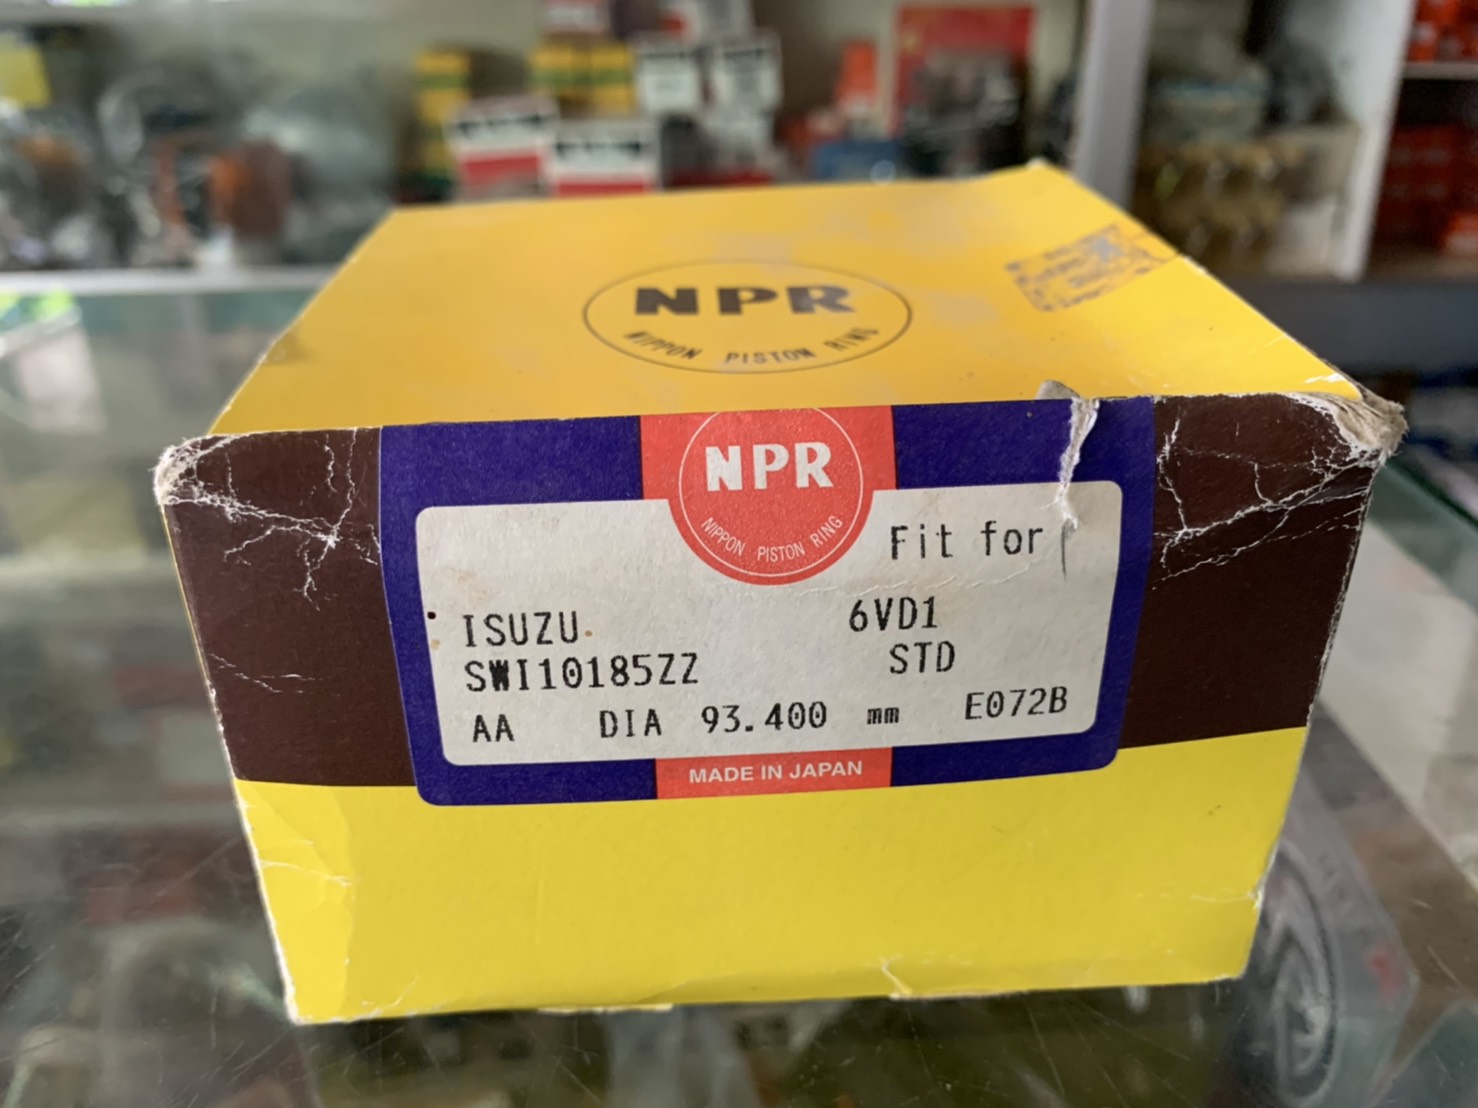 NPR
NIPPON PISTON RING
NPR
NIPPON PISTON RING
Fit for
ISUZU 6VD1
SWI10185ZZ STD
AA DIA 93.400 mm E072B
MADE IN JAPAN